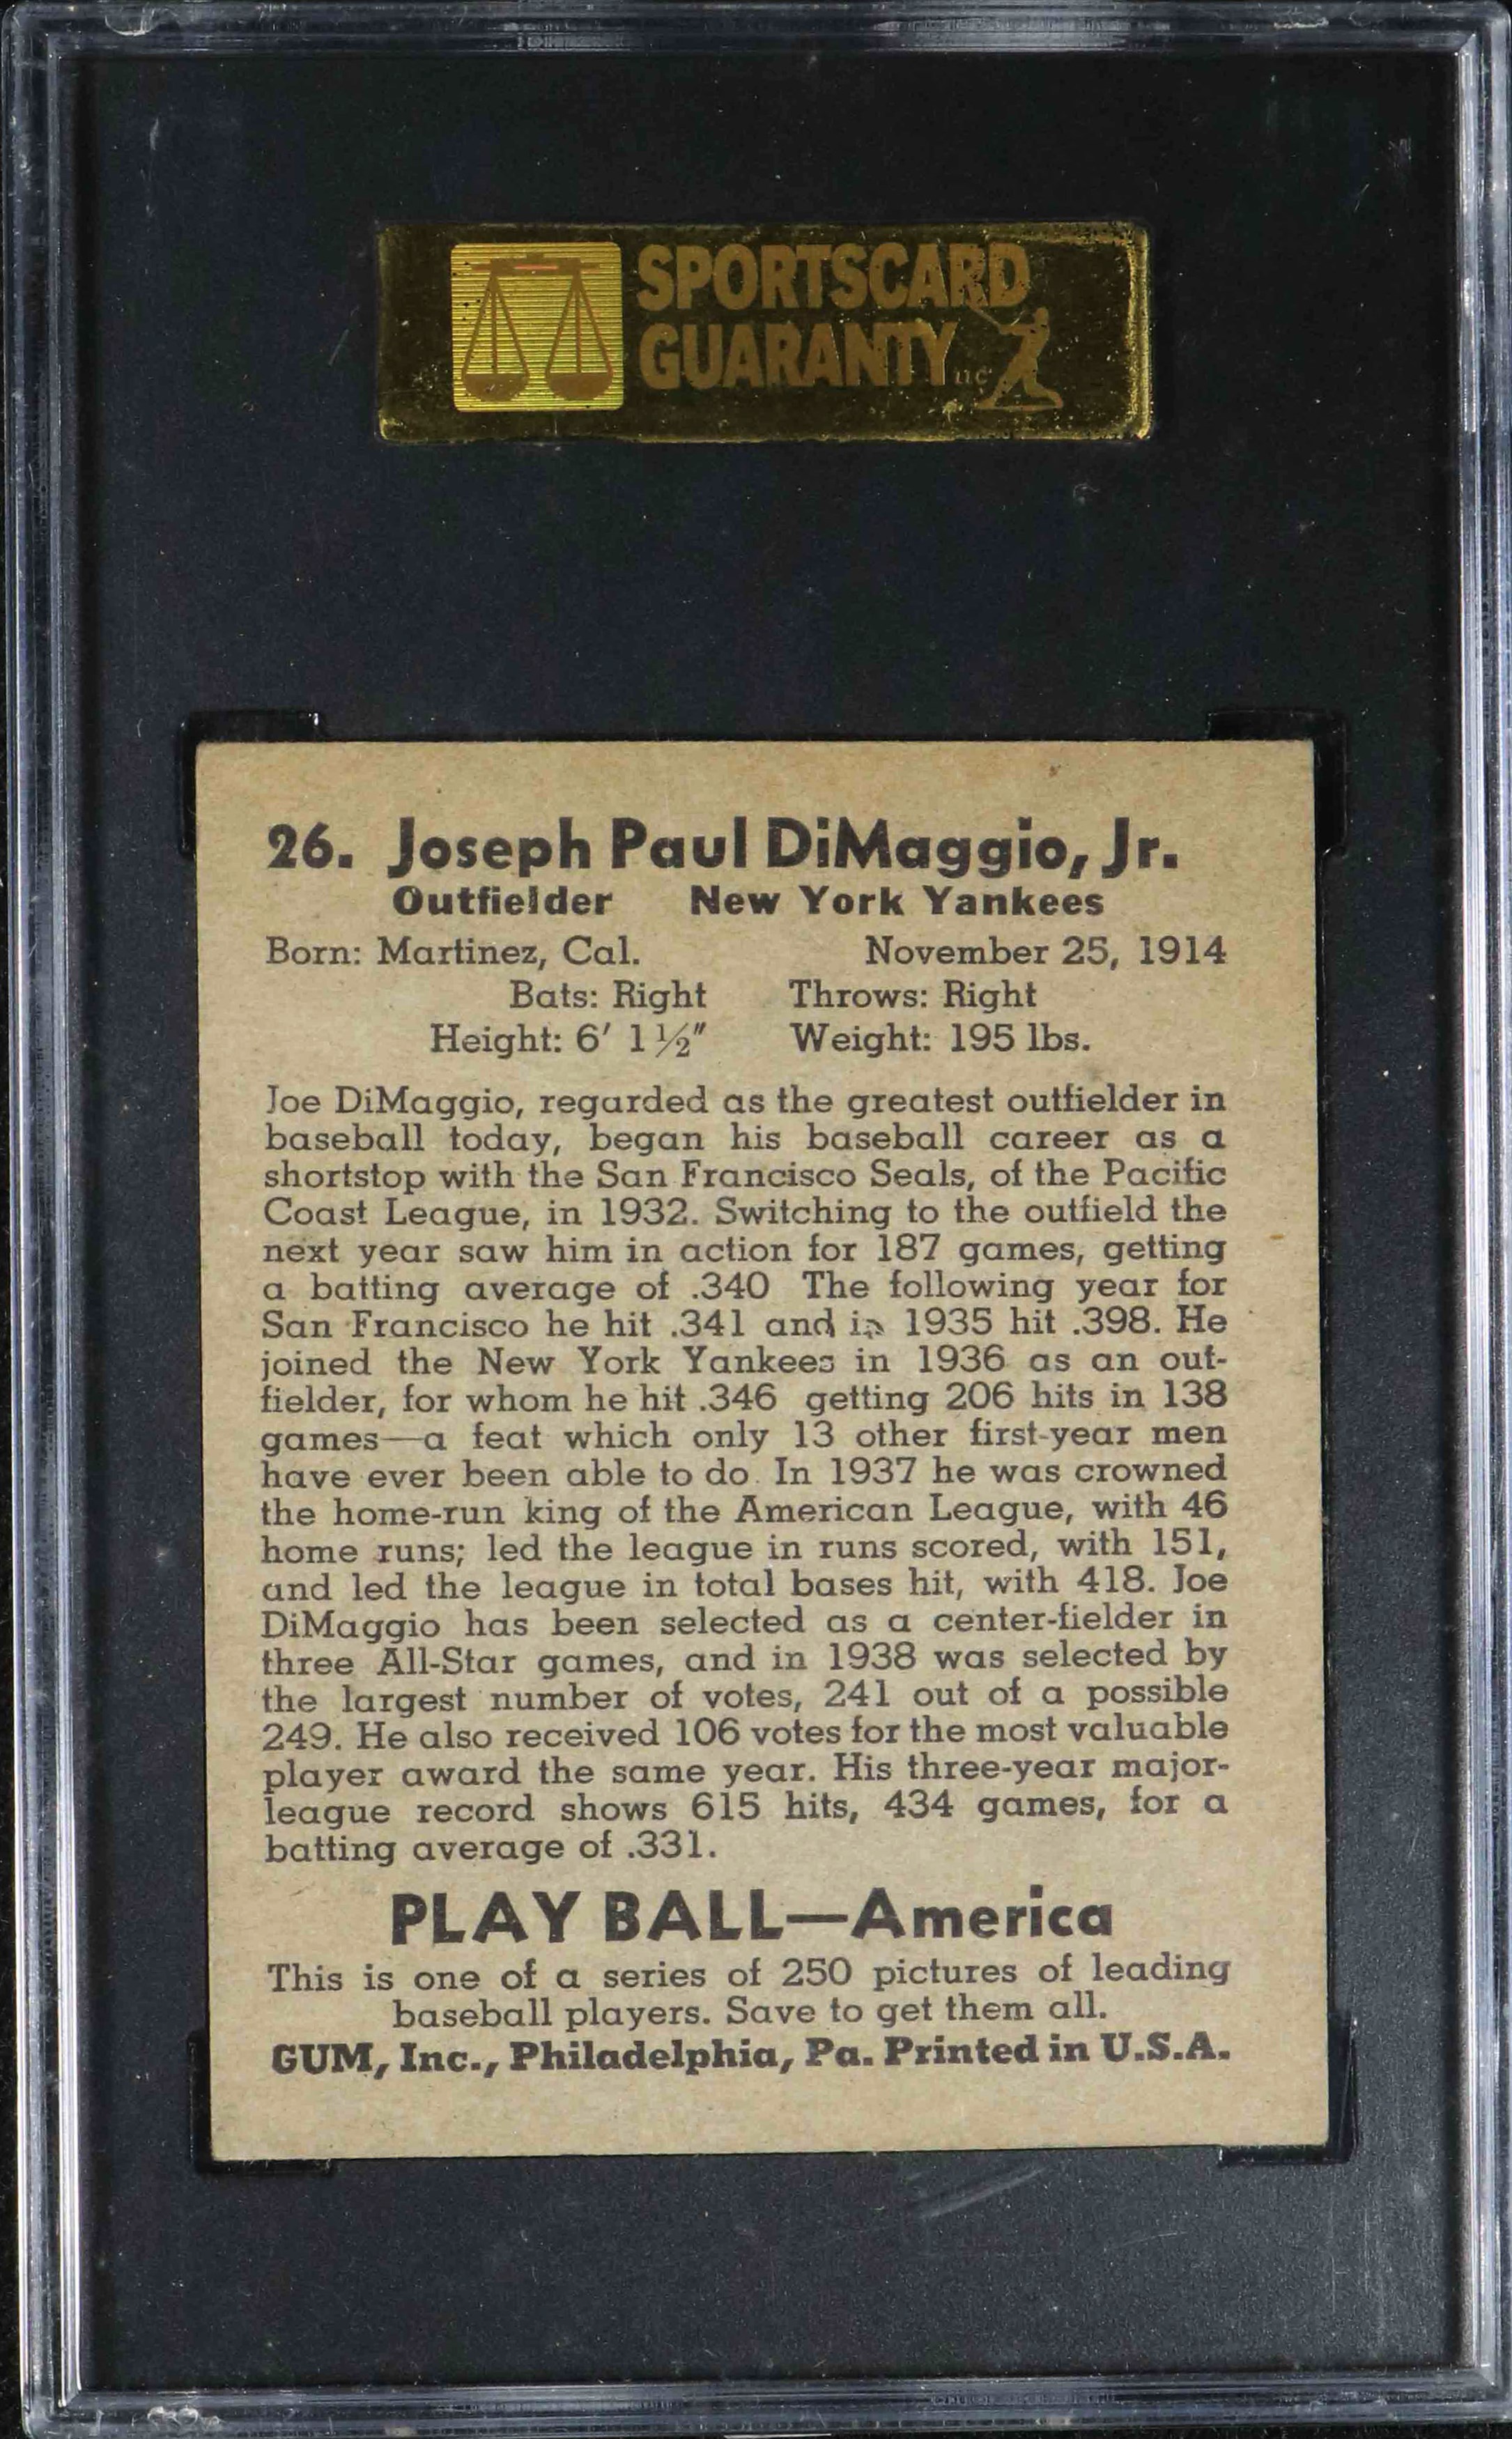 SPORTSCARD
GUARANTY LLC
26. Joseph Paul DiMaggio, Jr.
Outfielder New York Yankees
Born: Martinez, Cal. November 25, 1914
Bats: Right Throws: Right
Height: 6' 1½" Weight: 195 lbs.
Joe DiMaggio, regarded as the greatest outfielder in
baseball today, began his baseball career as a
shortstop with the San Francisco Seals, of the Pacific
Coast League, in 1932. Switching to the outfield the
next year saw him in action for 187 games, getting
a batting average of .340 The following year for
San Francisco he hit .341 and in 1935 hit .398. He
joined the New York Yankees in 1936 as an out-
fielder, for whom he hit .346 getting 206 hits in 138
games—a feat which only 13 other first-year men
have ever been able to do. In 1937 he was crowned
the home-run king of the American League, with 46
home runs; led the league in runs scored, with 151,
and led the league in total bases hit, with 418. Joe
DiMaggio has been selected as a center-fielder in
three All-Star games, and in 1938 was selected by
the largest number of votes, 241 out of a possible
249. He also received 106 votes for the most valuable
player award the same year. His three-year major-
league record shows 615 hits, 434 games, for a
batting average of .331.
PLAY BALL—America
This is one of a series of 250 pictures of leading
baseball players. Save to get them all.
GUM, Inc., Philadelphia, Pa. Printed in U.S.A.